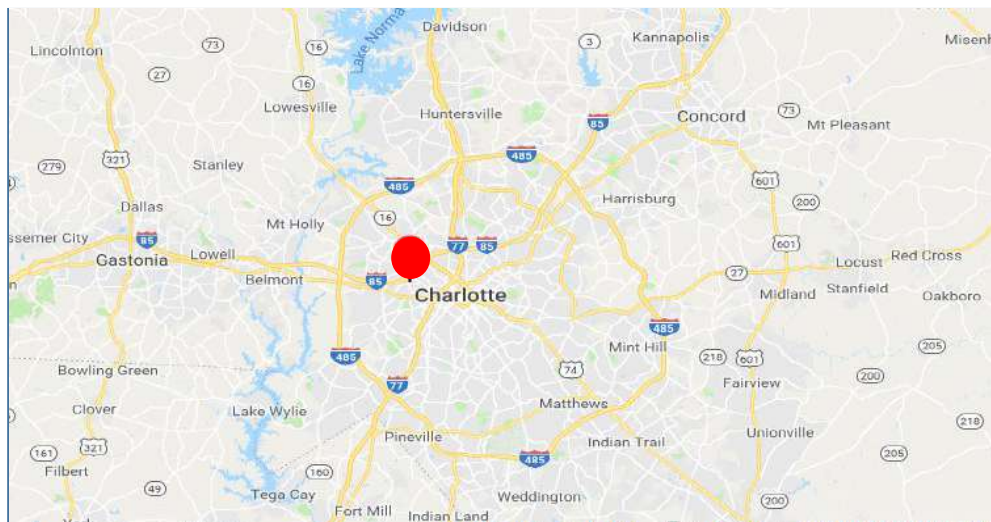 Davidson
Kannapolis
Misenh
Lincolnton
73
16
3
Lake Norma
27
16
Lowesville
Huntersville
85
Concord
73
Mt Pleasant
321
279
Stanley
485
485
601
Harrisburg
200
Dallas
16
Mt Holly
77
85
601
ssemer City
85
Lowell
Gastonia
Belmont
85
Charlotte
27
Locust
Red Cross
Midland
Stanfield
Oakboro
n
485
485
Mint Hill
218
601
205
74
200
Bowling Green
77
Fairview
Clover
Lake Wylie
Matthews
218
Unionville
161
321
Pineville
Indian Trail
205
Filbert
160
485
49
Tega Cay
Weddington
200
York
Fort Mill
Indian Land